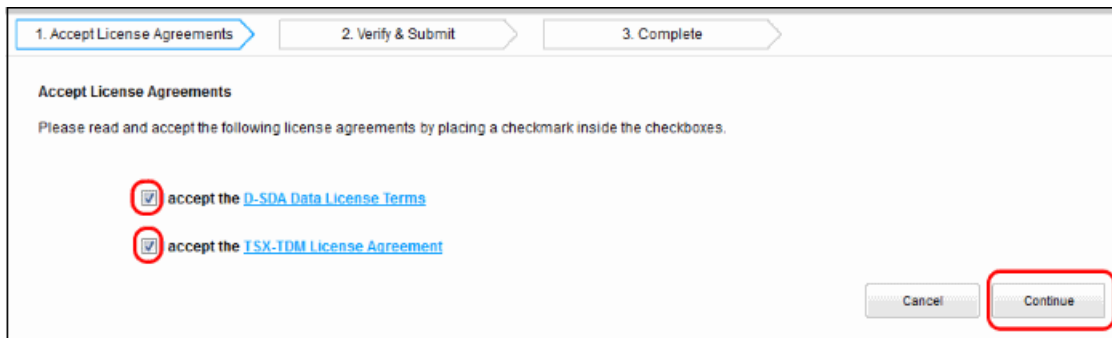 1. Accept License Agreements
2. Verify & Submit
3. Complete
Accept License Agreements
Please read and accept the following license agreements by placing a checkmark inside the checkboxes.
accept the D-SDA Data License Terms
accept the TSX-TDM License Agreement
Cancel
Continue